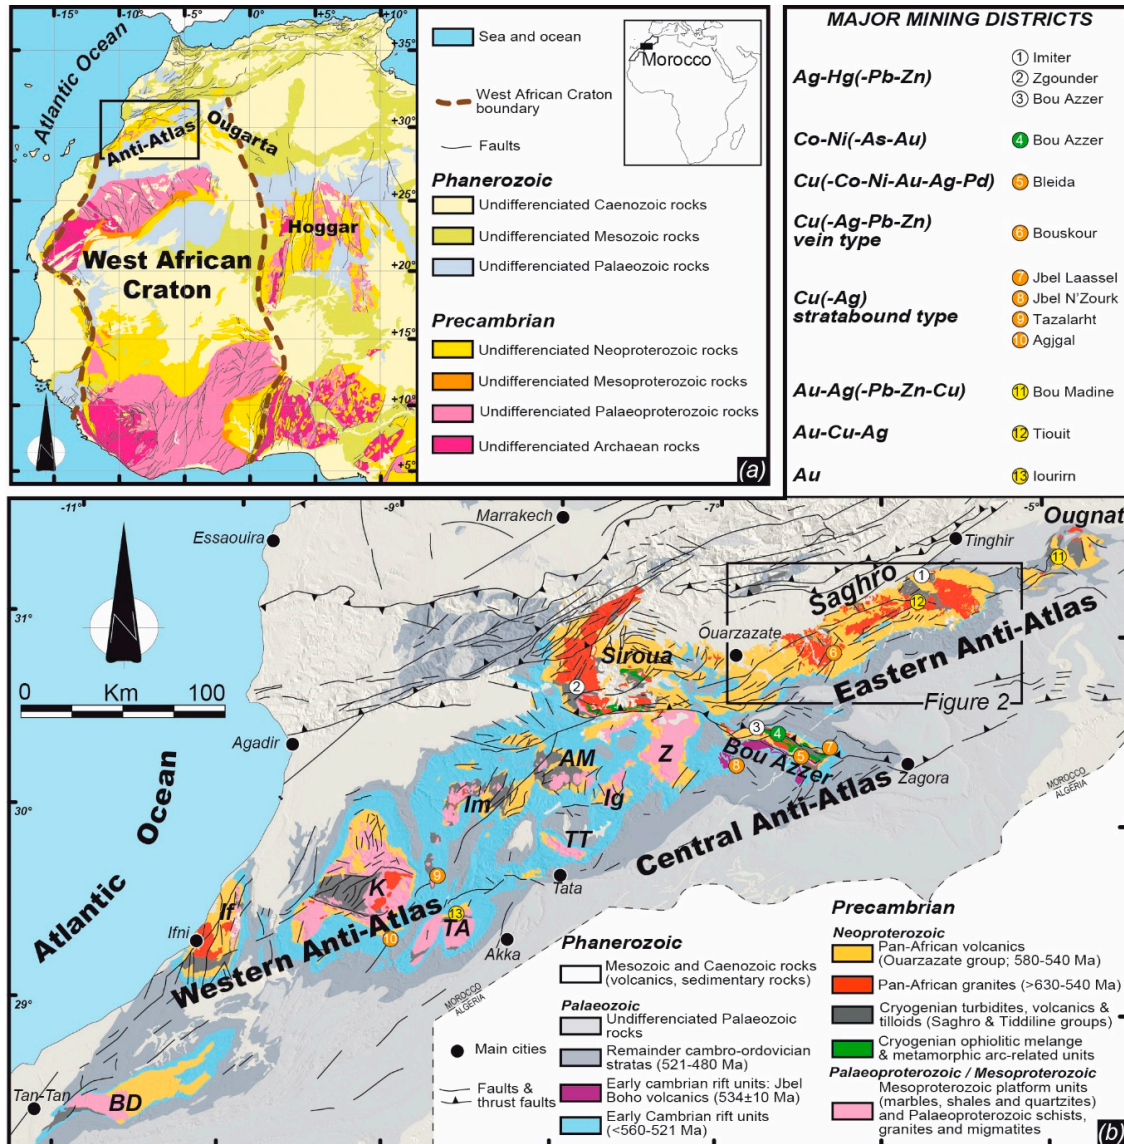 +35°
+30°
+25°
+20°
+15°
+10°
+5°
-15°
-10°
-5°
0°
+5°
+10°
Atlantic Ocean
Anti-Atlas
Ougarta
Hoggar
West African
Craton
Sea and ocean
West African Craton
boundary
Faults
Phanerozoic
Undifferenciated Caenozoic rocks
Undifferenciated Mesozoic rocks
Undifferenciated Palaeozoic rocks
Precambrian
Undifferenciated Neoproterozoic rocks
Undifferenciated Mesoproterozoic rocks
Undifferenciated Palaeoproterozoic rocks
Undifferenciated Archaean rocks
Morocco
(a)
MAJOR MINING DISTRICTS
Ag-Hg(-Pb-Zn)
1 Imiter
2 Zgounder
3 Bou Azzer
Co-Ni(-As-Au)
4 Bou Azzer
Cu(-Co-Ni-Au-Ag-Pd)
5 Bleida
Cu(-Ag-Pb-Zn)
vein type
6 Bouskour
Cu(-Ag)
stratabound type
7 Jbel Laassel
8 Jbel N'Zourk
9 Tazalarht
10 Agjgal
Au-Ag(-Pb-Zn-Cu)
11 Bou Madine
Au-Cu-Ag
12 Tiouit
Au
13 Iourirn
-11°
-9°
-7°
-5°
31°
30°
29°
Essaouira
Marrakech
Tinghir
Ougnat
11
Saghro
1
12
Ouarzazate
6
Siroua
2
Eastern Anti-Atlas
Figure 2
0 Km 100
Agadir
3
4
5
7
8
Bou Azzer
Zagora
AM
Z
Im
Ig
TT
Tata
Central Anti-Atlas
MOROCCO
ALGERIA
Atlantic
Ocean
K
9
13
TA
10
Akka
If
Ifni
Western Anti-Atlas
MOROCCO
ALGERIA
BD
Tan-Tan
Main cities
Faults &
thrust faults
Phanerozoic
Mesozoic and Caenozoic rocks
(volcanics, sedimentary rocks)
Palaeozoic
Undifferenciated Palaeozoic
rocks
Remainder cambro-ordovician
stratas (521-480 Ma)
Early cambrian rift units: Jbel
Boho volcanics (534±10 Ma)
Early Cambrian rift units
(<560-521 Ma)
Precambrian
Neoproterozoic
Pan-African volcanics
(Ouarzazate group; 580-540 Ma)
Pan-African granites (>630-540 Ma)
Cryogenian turbidites, volcanics &
tilloids (Saghro & Tiddiline groups)
Cryogenian ophiolitic melange
& metamorphic arc-related units
Palaeoproterozoic / Mesoproterozoic
Mesoproterozoic platform units
(marbles, shales and quartzites)
and Palaeoproterozoic schists,
granites and migmatites
(b)